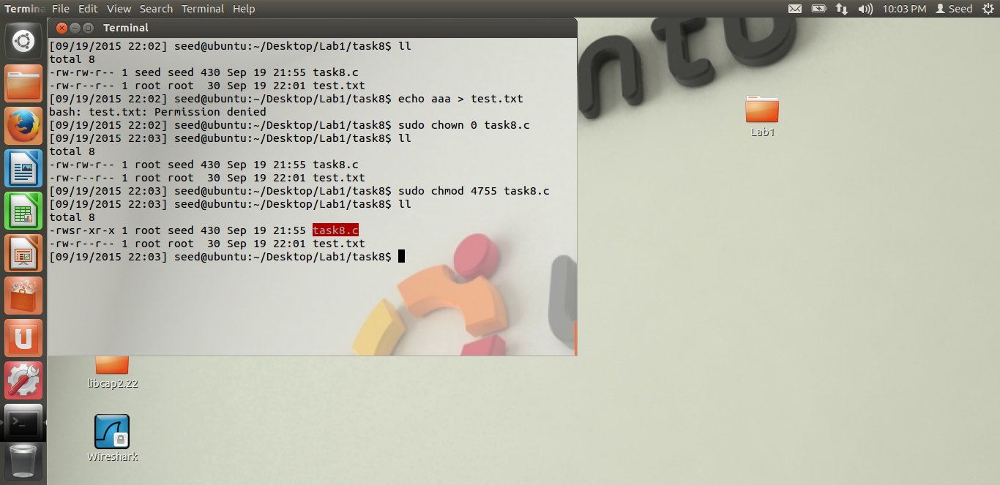 Termina File Edit View Search Terminal Help 10:03 PM Seed
Terminal
[09/19/2015 22:02] seed@ubuntu:~/Desktop/Lab1/task8$ ll
total 8
-rw-rw-r-- 1 seed seed 430 Sep 19 21:55 task8.c
-rw-r--r-- 1 root root  30 Sep 19 22:01 test.txt
[09/19/2015 22:02] seed@ubuntu:~/Desktop/Lab1/task8$ echo aaa > test.txt
bash: test.txt: Permission denied
[09/19/2015 22:02] seed@ubuntu:~/Desktop/Lab1/task8$ sudo chown 0 task8.c
[09/19/2015 22:03] seed@ubuntu:~/Desktop/Lab1/task8$ ll
total 8
-rw-rw-r-- 1 root seed 430 Sep 19 21:55 task8.c
-rw-r--r-- 1 root root  30 Sep 19 22:01 test.txt
[09/19/2015 22:03] seed@ubuntu:~/Desktop/Lab1/task8$ sudo chmod 4755 task8.c
[09/19/2015 22:03] seed@ubuntu:~/Desktop/Lab1/task8$ ll
total 8
-rwsr-xr-x 1 root seed 430 Sep 19 21:55 task8.c
-rw-r--r-- 1 root root  30 Sep 19 22:01 test.txt
[09/19/2015 22:03] seed@ubuntu:~/Desktop/Lab1/task8$
ntu
Lab1
libcap2.22
Wireshark